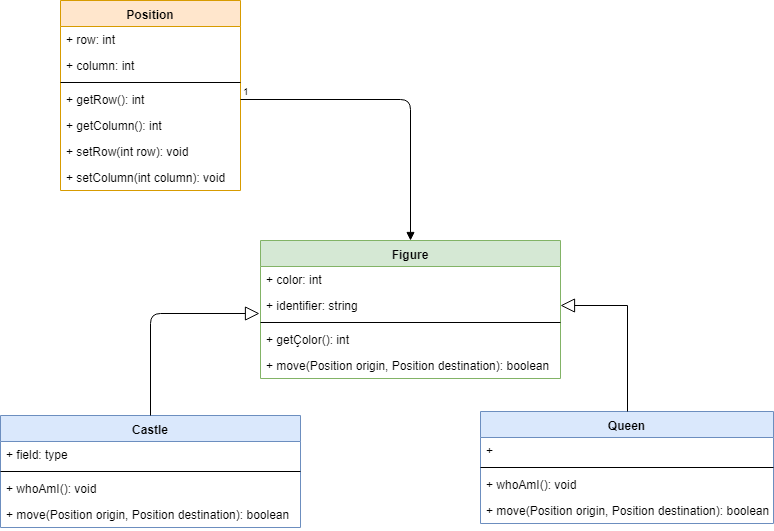 Position
+ row: int
+ column: int
+ getRow(): int
+ getColumn(): int
+ setRow(int row): void
+ setColumn(int column): void
1
Figure
+ color: int
+ identifier: string
+ getÇolor(): int
+ move(Position origin, Position destination): boolean
Castle
+ field: type
+ whoAmI(): void
+ move(Position origin, Position destination): boolean
Queen
+
+ whoAmI(): void
+ move(Position origin, Position destination): boolean